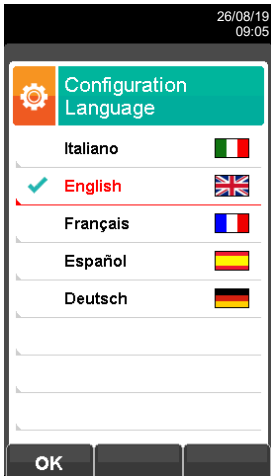 26/08/19
09:05
Configuration
Language
Italiano
English
Français
Español
Deutsch
OK